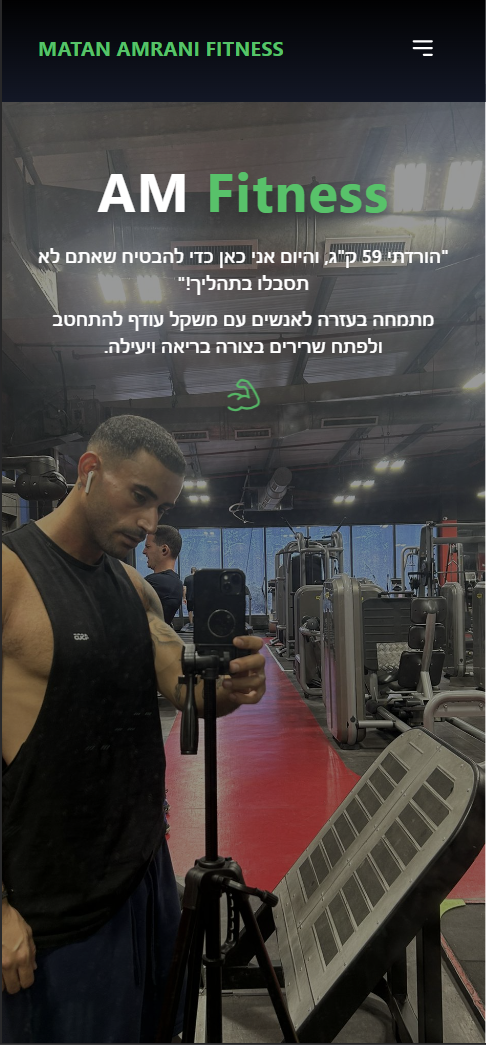 MATAN AMRANI FITNESS
AM Fitness
"הורדתי 59 ק"ג, והיום אני כאן כדי להבטיח שאתם לא
תסבלו בתהליך!"
מתמחה בעזרה לאנשים עם משקל עודף להתחטב
ולפתח שרירים בצורה בריאה ויעילה.